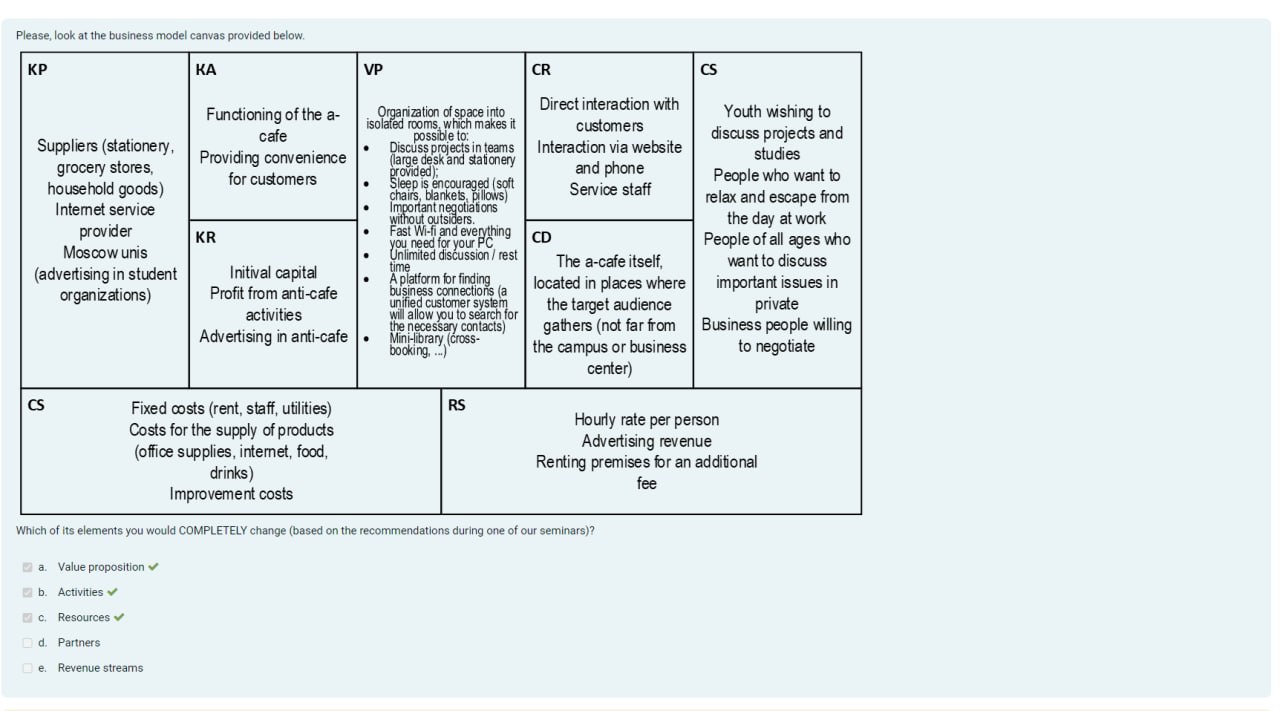 Please, look at the business model canvas provided below.
KP
Suppliers (stationery,
grocery stores,
household goods)
Internet service
provider
Moscow unis
(advertising in student
organizations)
KA
Functioning of the a-
cafe
Providing convenience
for customers
KR
Initival capital
Profit from anti-cafe
activities
Advertising in anti-cafe
VP
Organization of space into
isolated rooms, which makes it
possible to:
• Discuss projects in teams
(large desk and stationery
provided);
• Sleep is encouraged (soft
chairs, blankets, pillows)
• Important negotiations
without outsiders.
• Fast Wi-fi and everything
you need for your PC
• Unlimited discussion / rest
time
• A platform for finding
business connections (a
unified customer system
will allow you to search for
the necessary contacts)
• Mini-library (cross-
booking, ...)
CR
Direct interaction with
customers
Interaction via website
and phone
Service staff
CD
The a-cafe itself,
located in places where
the target audience
gathers (not far from
the campus or business
center)
CS
Youth wishing to
discuss projects and
studies
People who want to
relax and escape from
the day at work
People of all ages who
want to discuss
important issues in
private
Business people willing
to negotiate
CS
Fixed costs (rent, staff, utilities)
Costs for the supply of products
(office supplies, internet, food,
drinks)
Improvement costs
RS
Hourly rate per person
Advertising revenue
Renting premises for an additional
fee
Which of its elements you would COMPLETELY change (based on the recommendations during one of our seminars)?
a. Value proposition
b. Activities
c. Resources
d. Partners
e. Revenue streams